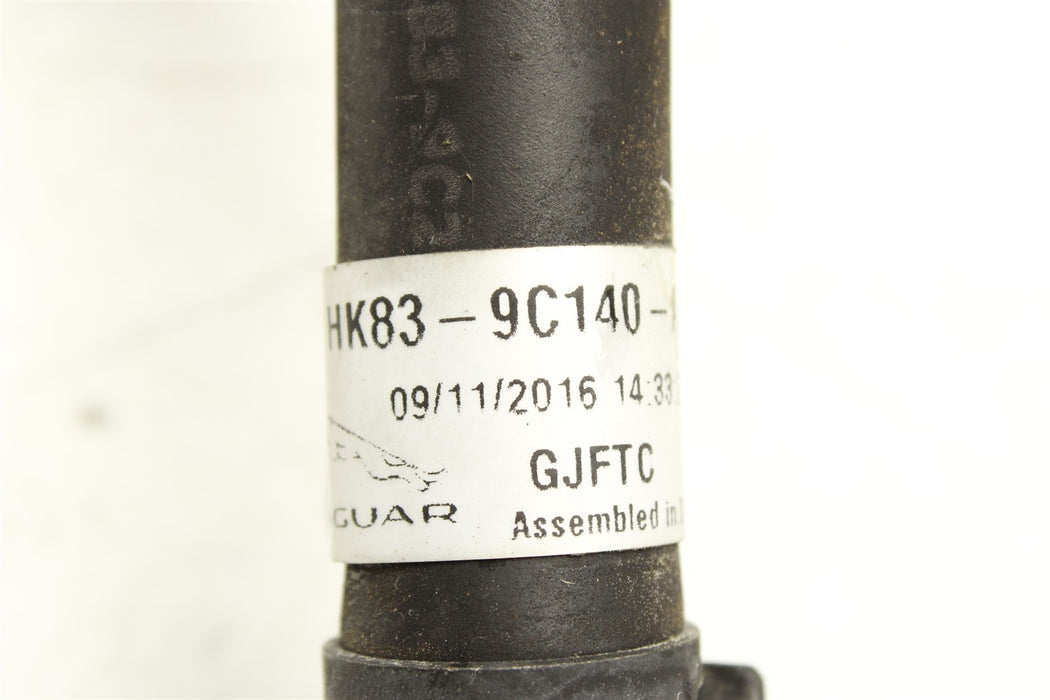 HK83-9C140-
09/11/2016 14:33:
GJFTC
GUAR
Assembled in